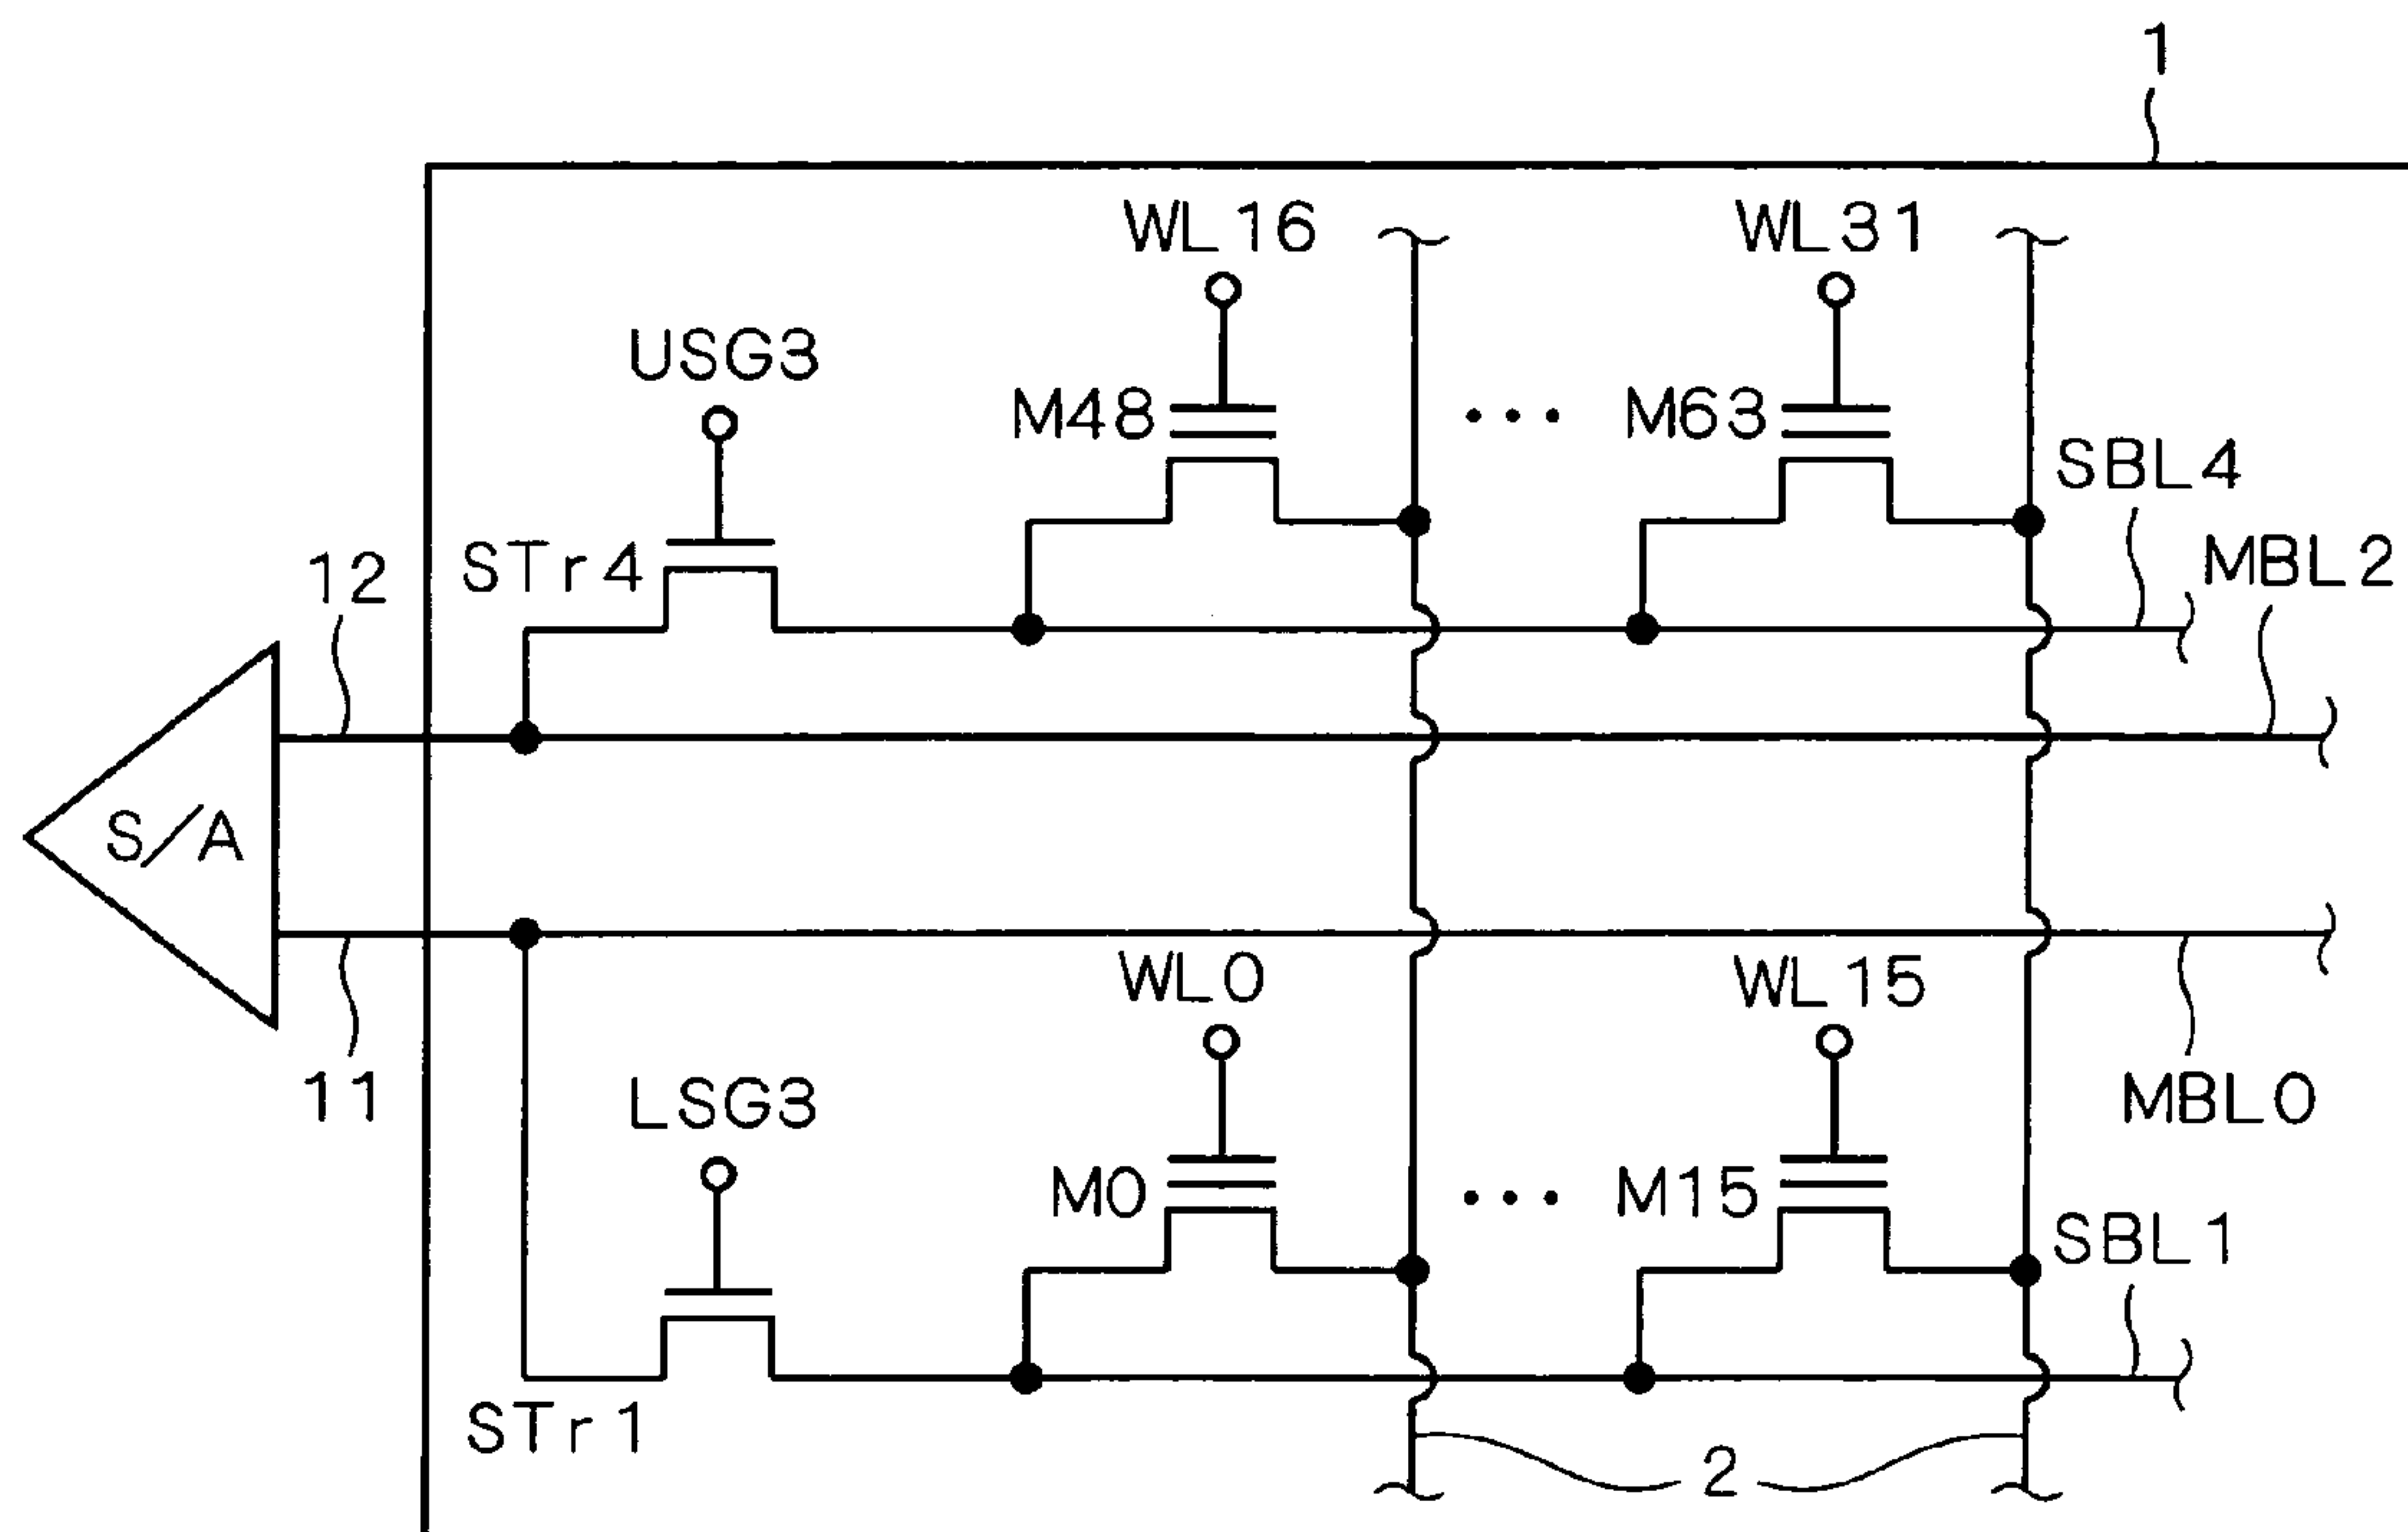 1
WL16
WL31
USG3
M48
M63
SBL4
STr4
12
MBL2
S/A
WL0
WL15
11
LSG3
MBL0
M0
M15
SBL1
STr1
2